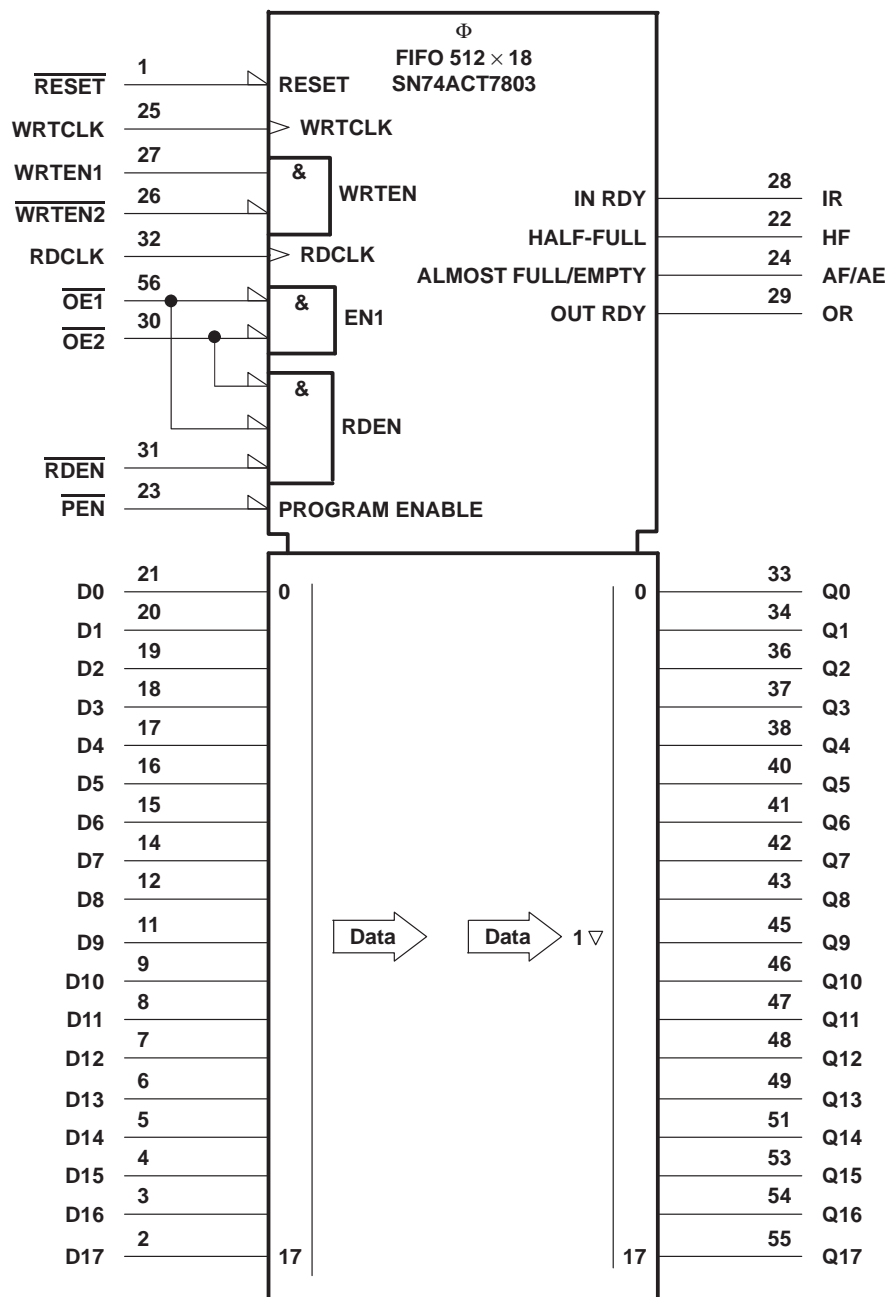 Φ
FIFO 512 × 18
SN74ACT7803
RESET 1 RESET
WRTCLK 25 WRTCLK
WRTEN1 27 &
WRTEN
WRTEN2 26
RDCLK 32 RDCLK
OE1 56 &
EN1
OE2 30
&
RDEN
RDEN 31
PEN 23 PROGRAM ENABLE
IN RDY 28 IR
HALF-FULL 22 HF
ALMOST FULL/EMPTY 24 AF/AE
OUT RDY 29 OR
D0 21 0 0 33 Q0
D1 20 34 Q1
D2 19 36 Q2
D3 18 37 Q3
D4 17 38 Q4
D5 16 40 Q5
D6 15 41 Q6
D7 14 42 Q7
D8 12 43 Q8
D9 11 Data Data 1 ▽ 45 Q9
D10 9 46 Q10
D11 8 47 Q11
D12 7 48 Q12
D13 6 49 Q13
D14 5 51 Q14
D15 4 53 Q15
D16 3 54 Q16
D17 2 17 17 55 Q17